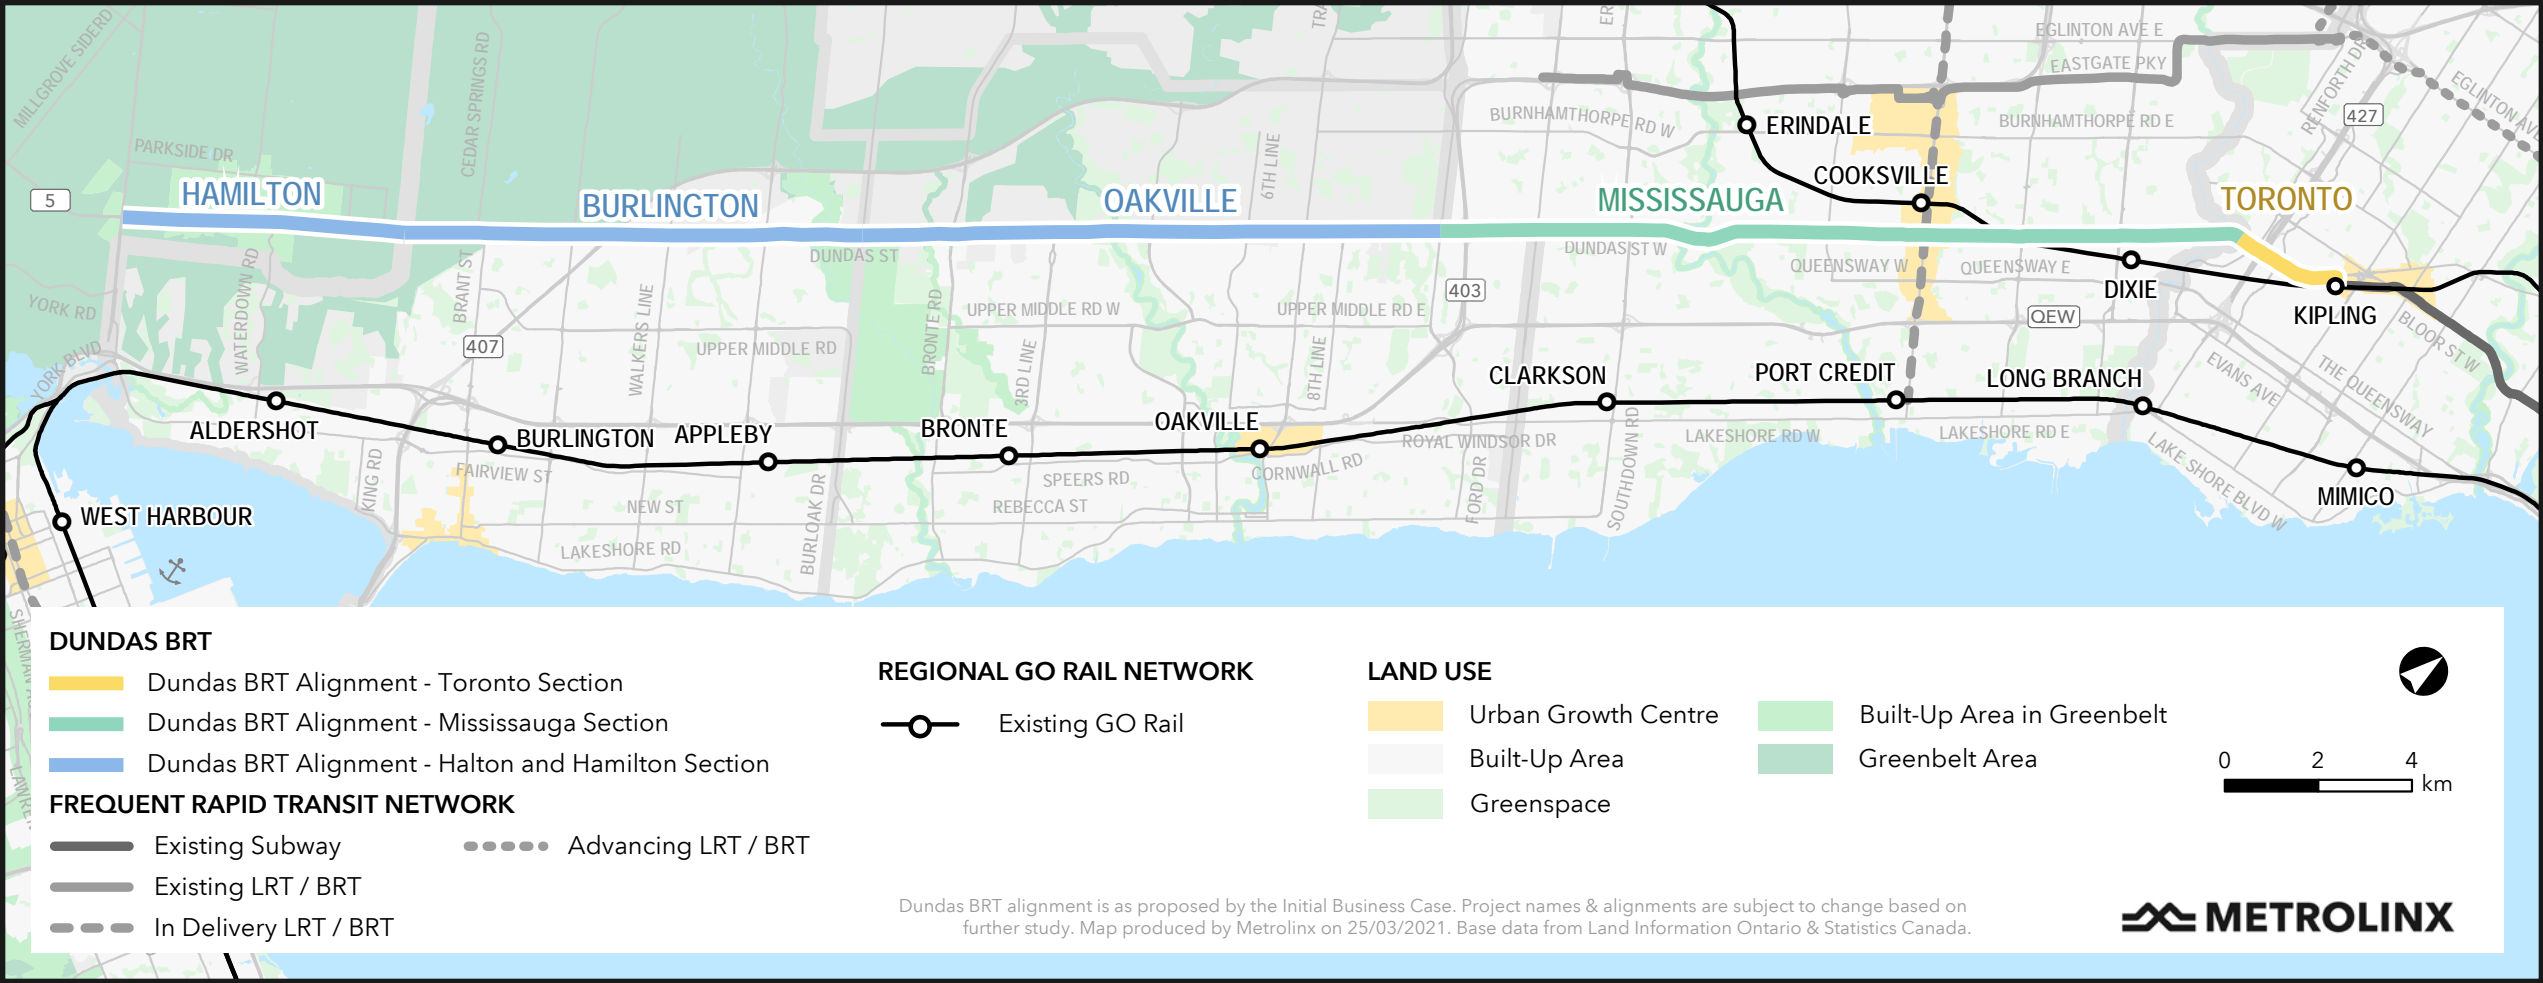 MILLGROVE SIDERD
CEDAR SPRINGS RD
PARKSIDE DR
5
HAMILTON
BURLINGTON
OAKVILLE
MISSISSAUGA
TORONTO
6TH LINE
EGLINTON AVE E
EASTGATE PKY
BURNHAMTHORPE RD W
BURNHAMTHORPE RD E
RENFORTH DR
427
EGLINTON AVE
ERINDALE
COOKSVILLE
DUNDAS ST
DUNDAS ST W
QUEENSWAY W
QUEENSWAY E
DIXIE
KIPLING
QEW
403
407
YORK RD
YORK BLVD
WATERDOWN RD
BRANT ST
WALKERS LINE
UPPER MIDDLE RD
BRONTE RD
UPPER MIDDLE RD W
UPPER MIDDLE RD E
3RD LINE
8TH LINE
BLOOR ST W
EVANS AVE
THE QUEENSWAY
ALDERSHOT
BURLINGTON
APPLEBY
BRONTE
OAKVILLE
CLARKSON
PORT CREDIT
LONG BRANCH
MIMICO
WEST HARBOUR
KING RD
FAIRVIEW ST
NEW ST
LAKESHORE RD
BURLOAK DR
SPEERS RD
REBECCA ST
CORNWALL RD
ROYAL WINDSOR DR
FORD DR
SOUTHDOWN RD
LAKESHORE RD W
LAKESHORE RD E
LAKE SHORE BLVD W
DUNDAS BRT
Dundas BRT Alignment - Toronto Section
Dundas BRT Alignment - Mississauga Section
Dundas BRT Alignment - Halton and Hamilton Section
FREQUENT RAPID TRANSIT NETWORK
Existing Subway
Advancing LRT / BRT
Existing LRT / BRT
In Delivery LRT / BRT
REGIONAL GO RAIL NETWORK
Existing GO Rail
LAND USE
Urban Growth Centre
Built-Up Area in Greenbelt
Built-Up Area
Greenbelt Area
Greenspace
0 2 4
km
Dundas BRT alignment is as proposed by the Initial Business Case. Project names & alignments are subject to change based on
further study. Map produced by Metrolinx on 25/03/2021. Base data from Land Information Ontario & Statistics Canada.
METROLINX